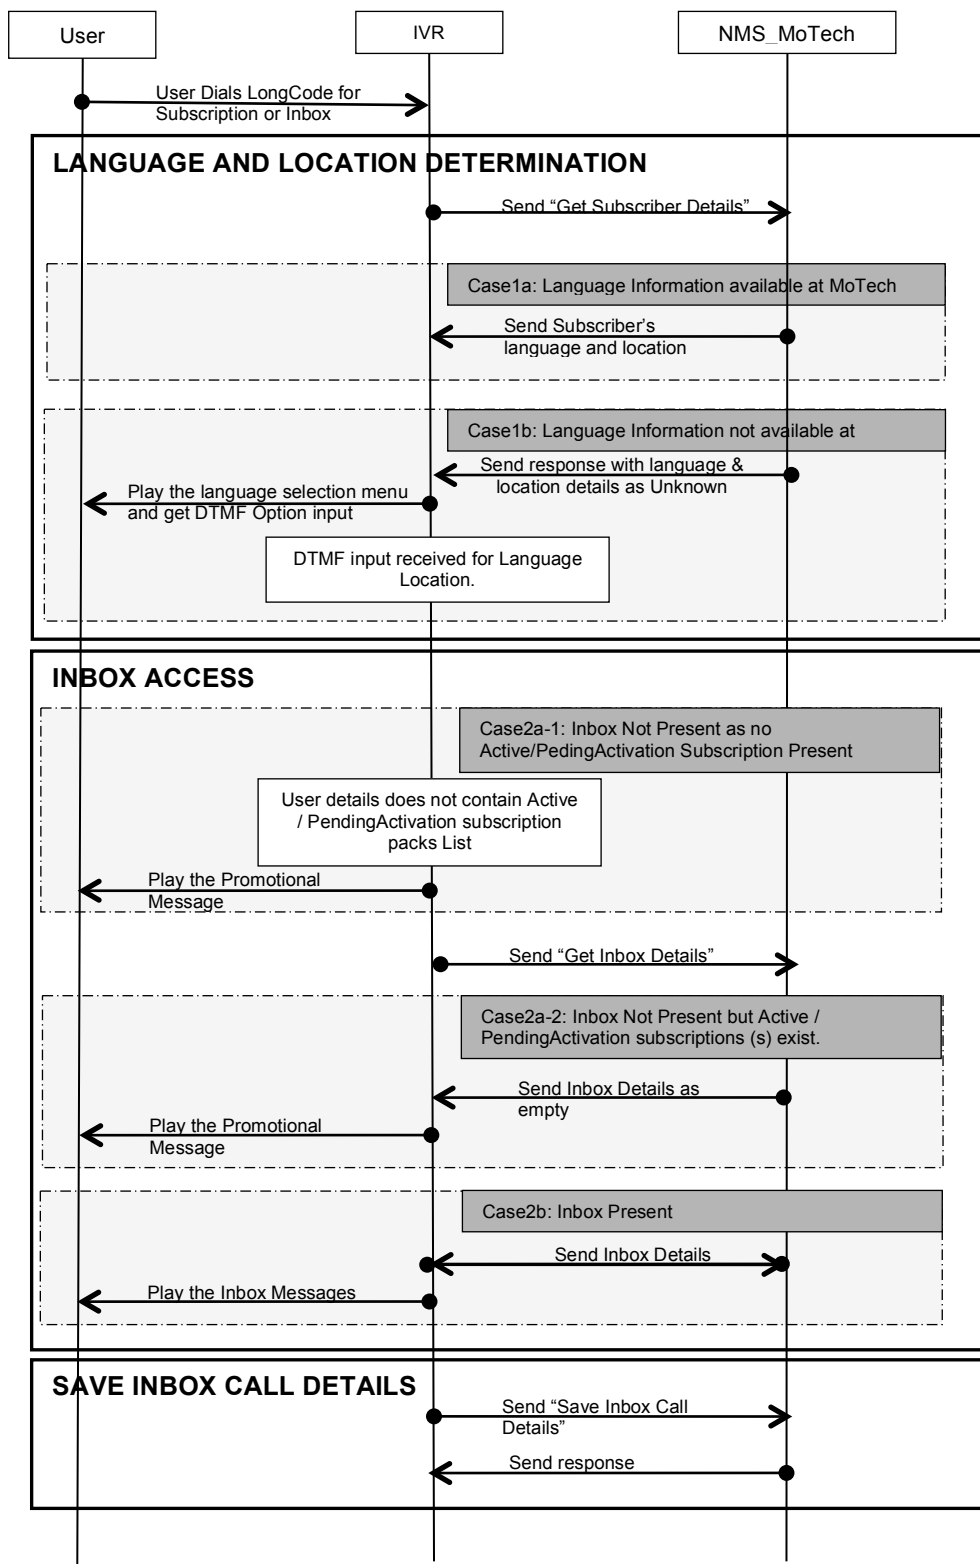 User
IVR
NMS_MoTech
User Dials LongCode for
Subscription or Inbox
LANGUAGE AND LOCATION DETERMINATION
Send “Get Subscriber Details”
Case1a: Language Information available at MoTech
Send Subscriber’s
language and location
Case1b: Language Information not available at
Send response with language &
location details as Unknown
Play the language selection menu
and get DTMF Option input
DTMF input received for Language
Location.
INBOX ACCESS
Case2a-1: Inbox Not Present as no
Active/PedingActivation Subscription Present
User details does not contain Active
/ PendingActivation subscription
packs List
Play the Promotional
Message
Send “Get Inbox Details”
Case2a-2: Inbox Not Present but Active /
PendingActivation subscriptions (s) exist.
Send Inbox Details as
empty
Play the Promotional
Message
Case2b: Inbox Present
Send Inbox Details
Play the Inbox Messages
SAVE INBOX CALL DETAILS
Send “Save Inbox Call
Details”
Send response